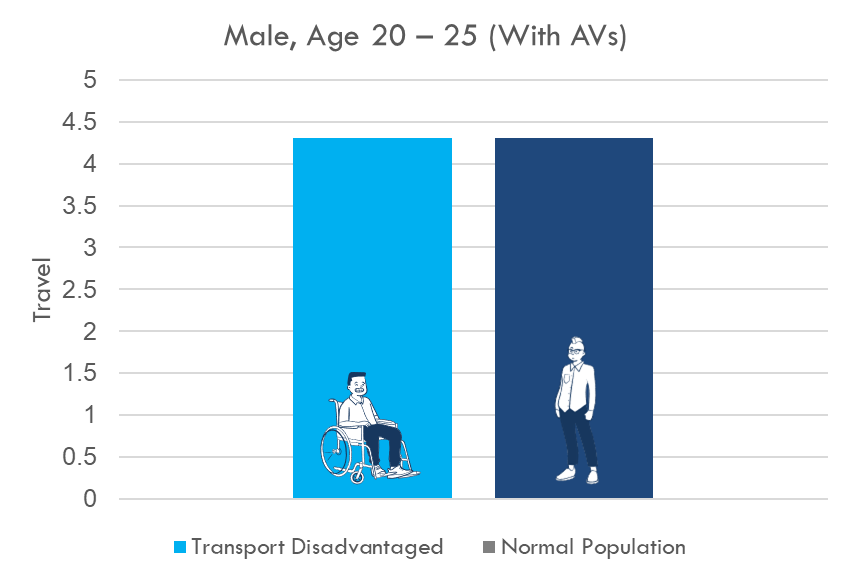 Male, Age 20 – 25 (With AVs)
5
4.5
4
3.5
3
2.5
2
1.5
1
0.5
0
Travel
Transport Disadvantaged
Normal Population